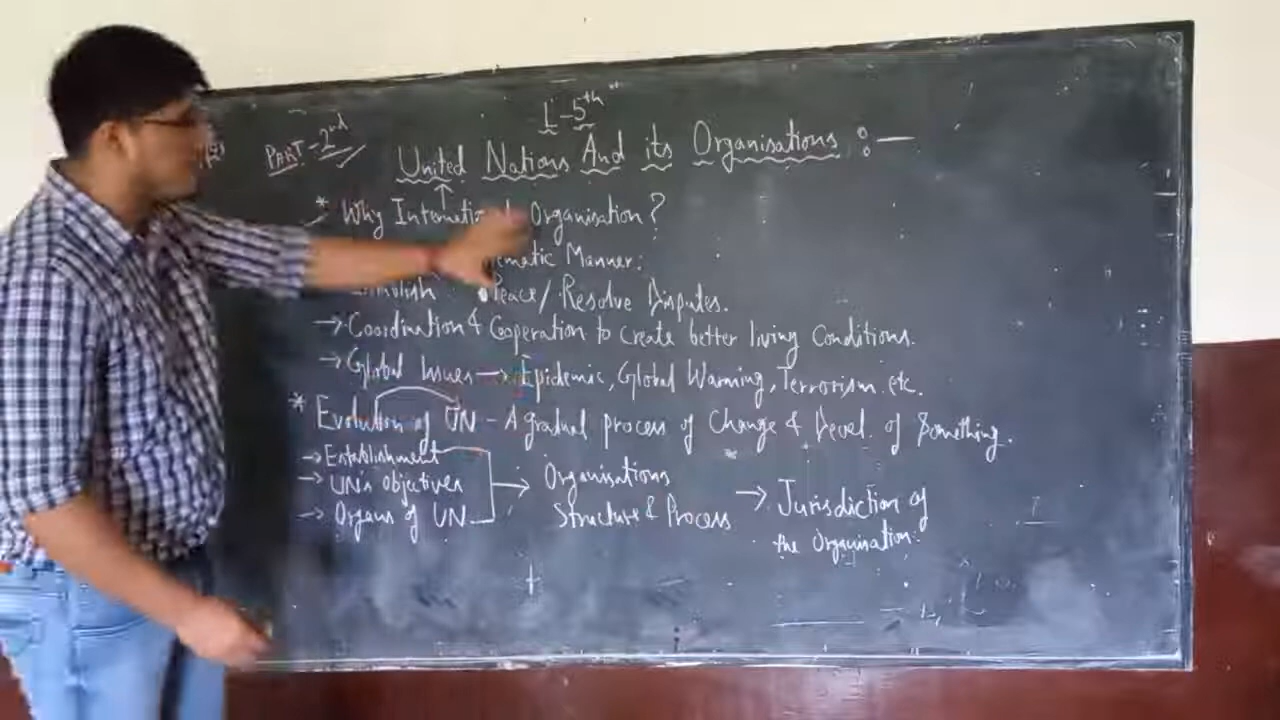 L-5th
PART-2nd
United Nations And its Organisations :-
* Why Organisation?
Manner:
Peace/Resolve Disputes.
→ Coordination & Cooperation to create better living Conditions.
→ Global Issues → Epidemic, Global Warming, Terrorism etc.
* Evolution of UN - A gradual process of Change & Devel. of Something.
→ Establishment
→ UNs objectives
→ Organs of UN
→ Organisations
Structure & Process
→ Jurisdiction of
the Organisation.